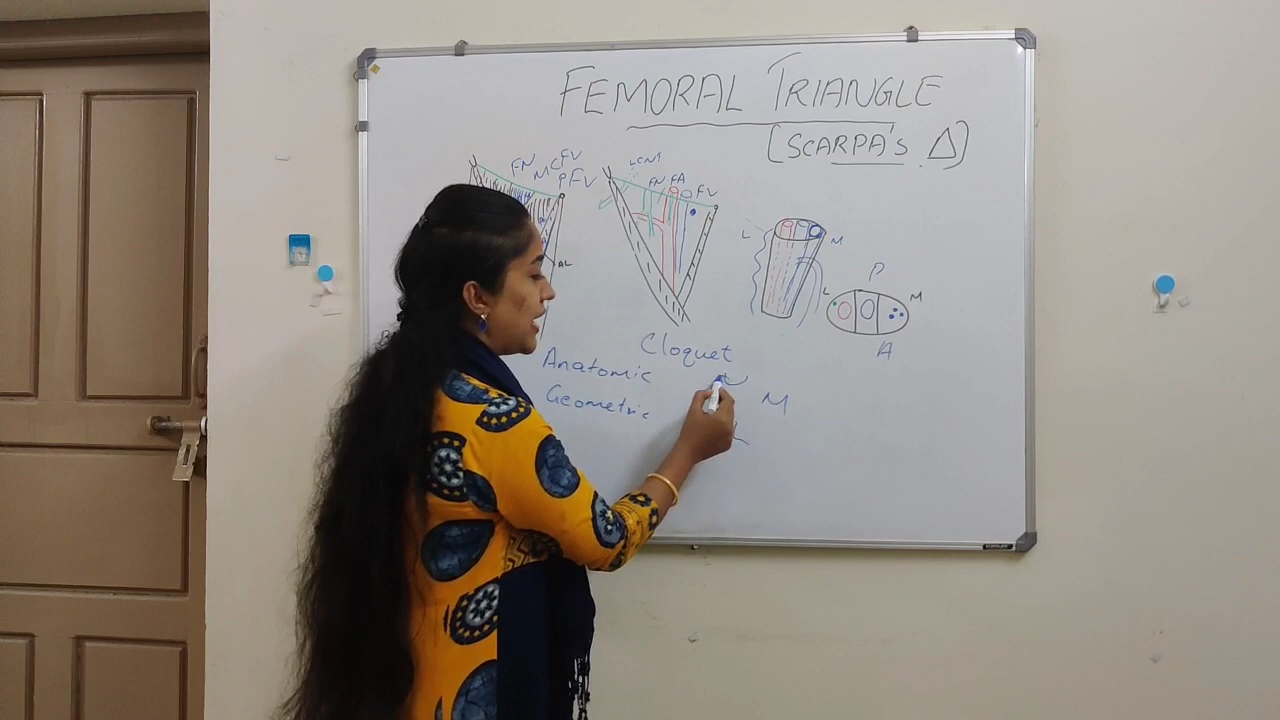 FEMORAL TRIANGLE
[SCARPA's Δ]
FN MCFV
PFV
LCNT
FN FA FV
AL
L M
P
L M
A
Cloquet
Anatomic
Geometric
M